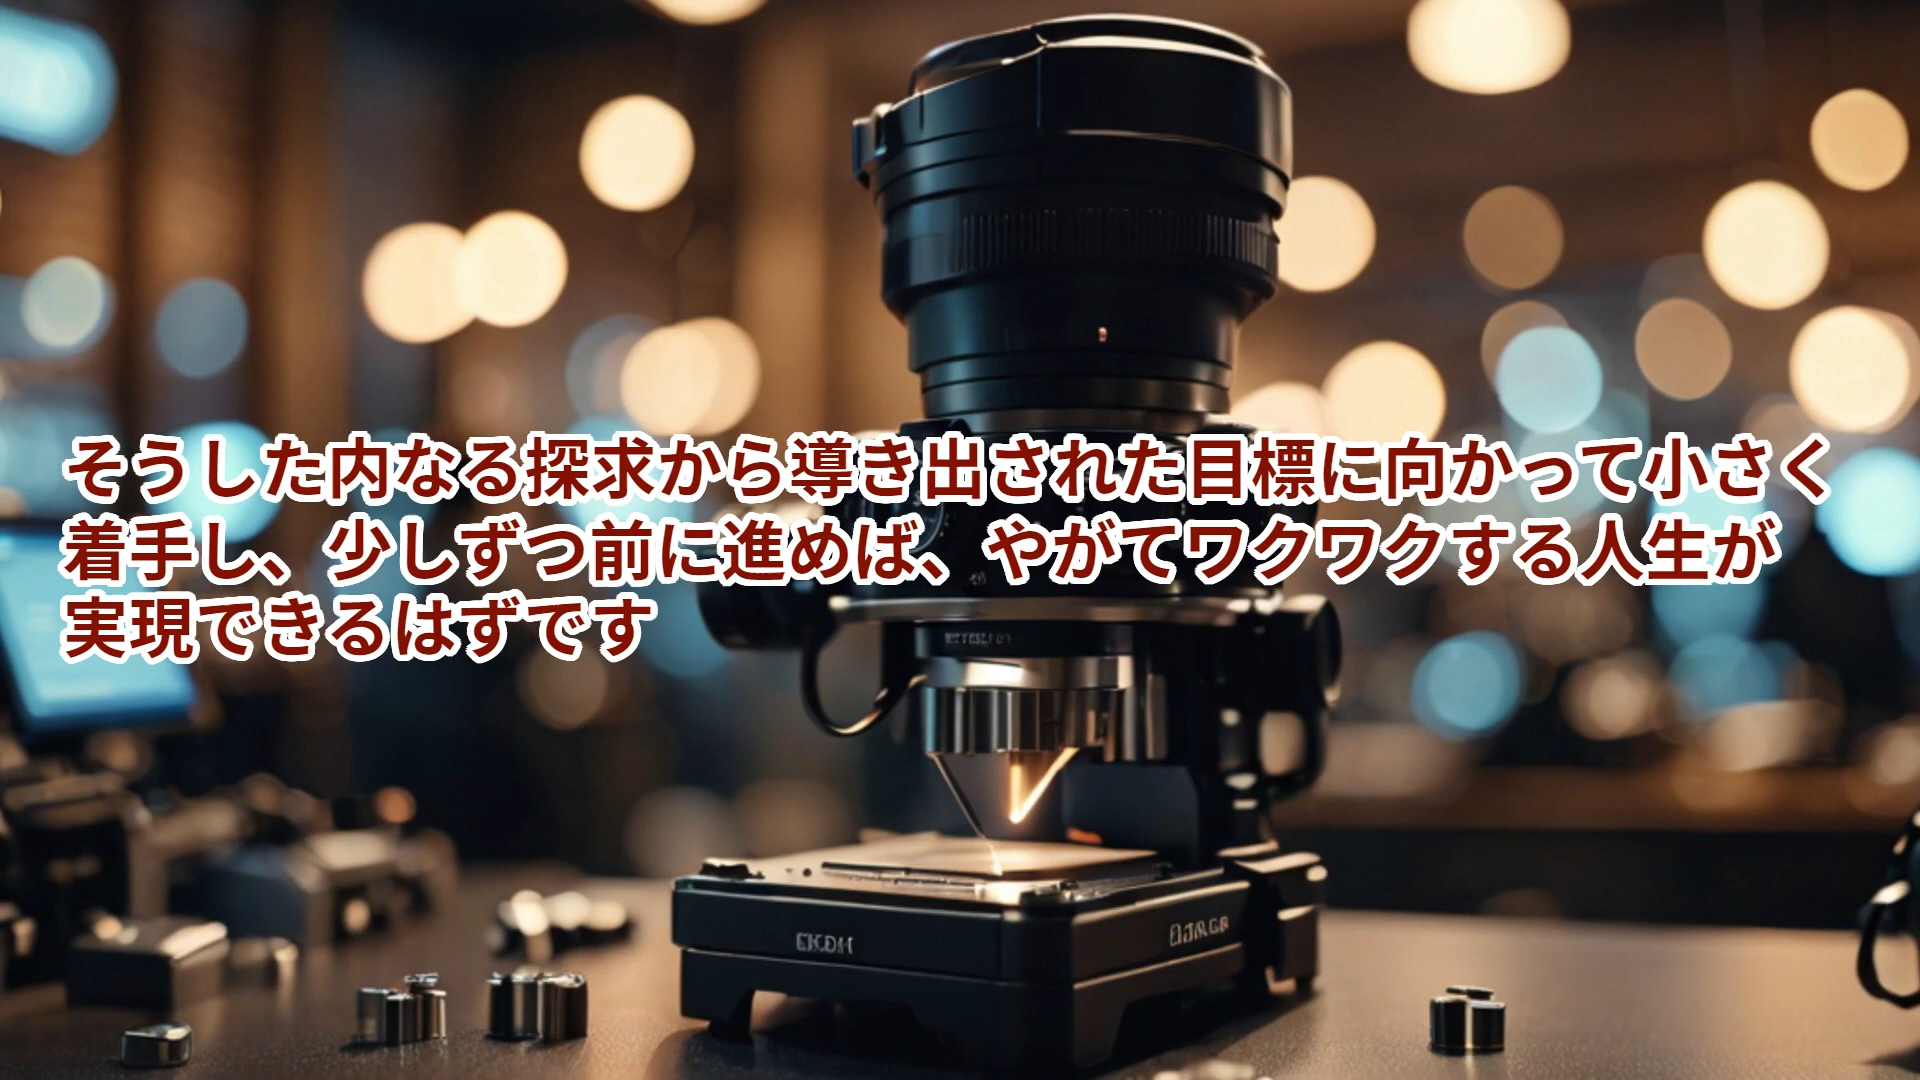 そうした内なる探求から導き出された目標に向かって小さく
着手し、少しずつ前に進めば、やがてワクワクする人生が
実現できるはずです